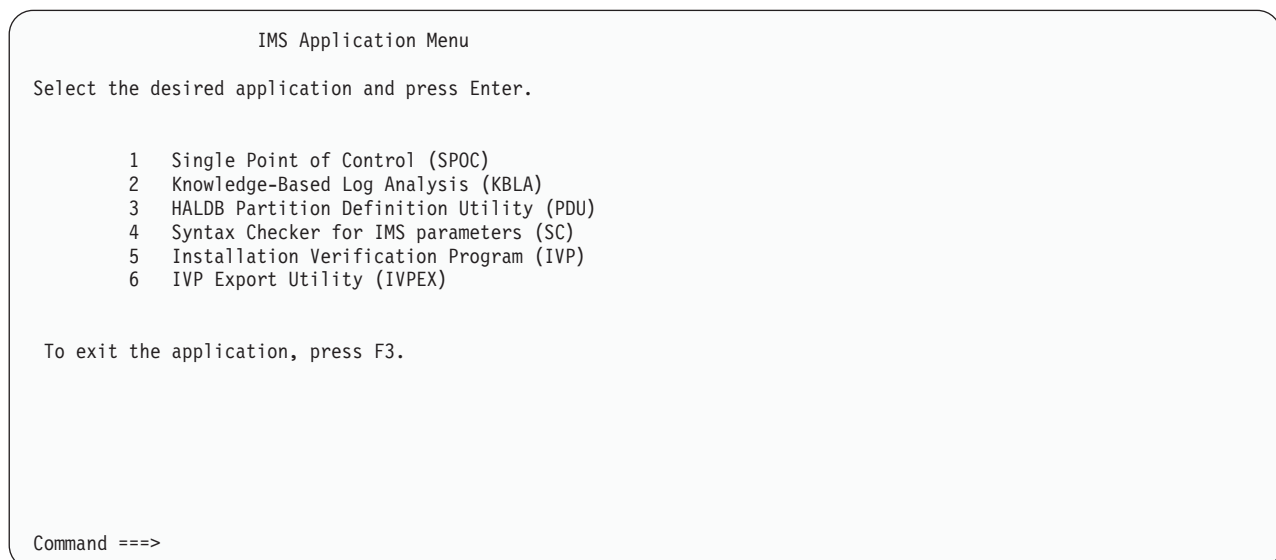 IMS Application Menu
Select the desired application and press Enter.
1 Single Point of Control (SPOC)
2 Knowledge-Based Log Analysis (KBLA)
3 HALDB Partition Definition Utility (PDU)
4 Syntax Checker for IMS parameters (SC)
5 Installation Verification Program (IVP)
6 IVP Export Utility (IVPEX)
To exit the application, press F3.
Command ===>